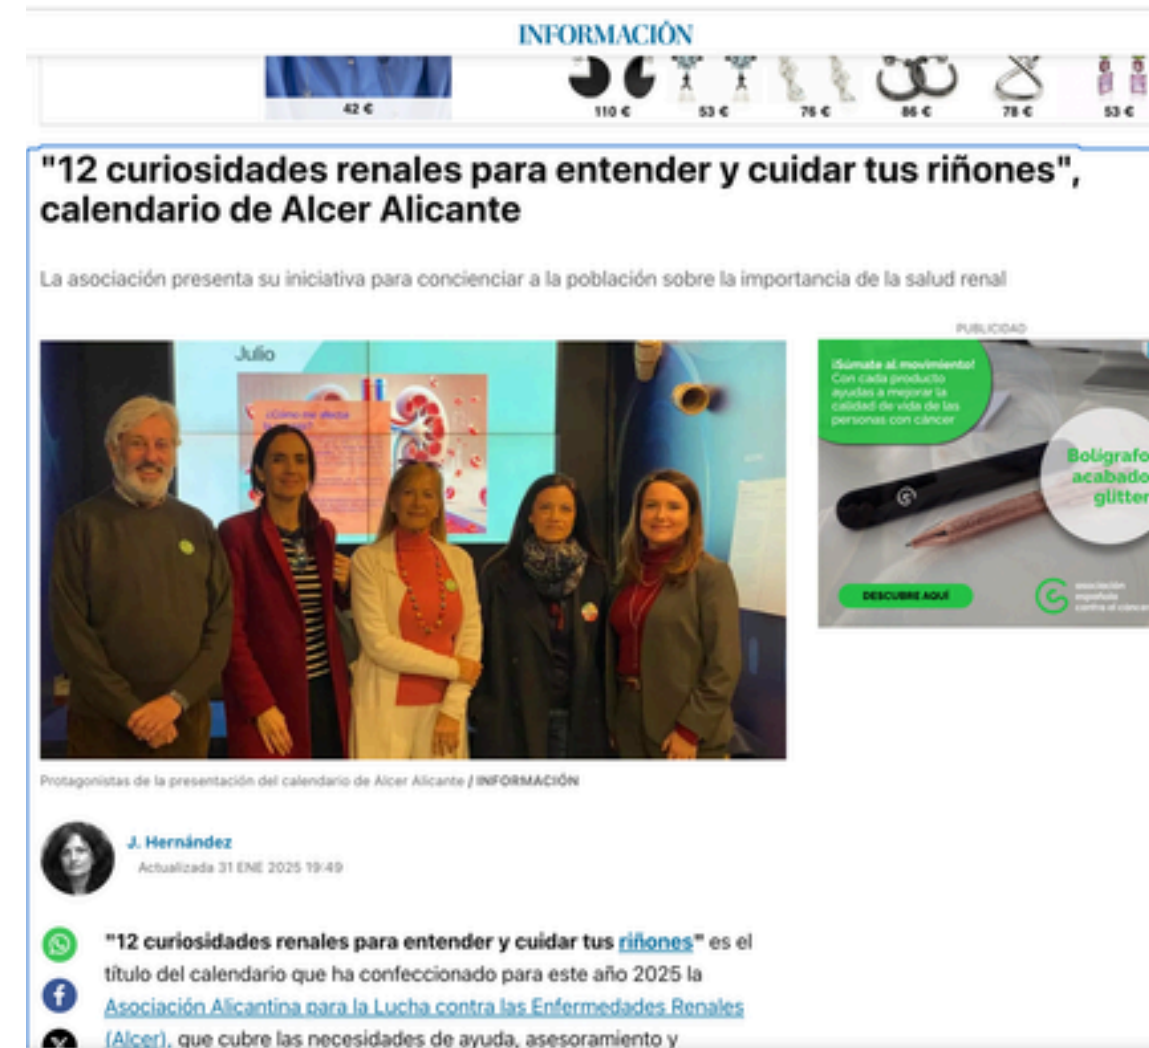 INFORMACIÓN
42 €
110 €
53 €
76 €
86 €
78 €
53 €
"12 curiosidades renales para entender y cuidar tus riñones",
calendario de Alcer Alicante
La asociación presenta su iniciativa para concienciar a la población sobre la importancia de la salud renal
Julio
¿Cómo me afecta
PUBLICIDAD
¡Súmate al movimiento!
Con cada producto
ayudas a mejorar la
calidad de vida de las
personas con cáncer
Bolígrafo
acabado
glitter
DESCUBRE AQUÍ
asociación
española
contra el cáncer
Protagonistas de la presentación del calendario de Alcer Alicante / INFORMACIÓN
J. Hernández
Actualizada 31 ENE 2025 19:49
"12 curiosidades renales para entender y cuidar tus riñones" es el
título del calendario que ha confeccionado para este año 2025 la
Asociación Alicantina para la Lucha contra las Enfermedades Renales
(Alcer), que cubre las necesidades de ayuda, asesoramiento y